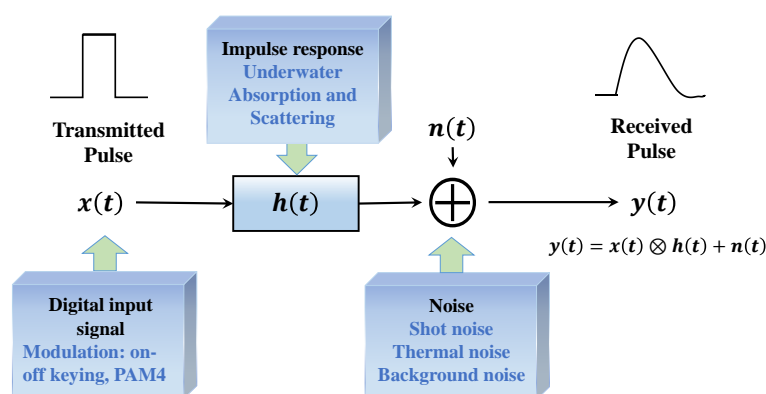 Impulse response
Underwater
Absorption and
Scattering
Transmitted
Pulse
n(t)
Received
Pulse
x(t)
h(t)
y(t)
y(t) = x(t) ⊗ h(t) + n(t)
Digital input
signal
Modulation: on-
off keying, PAM4
Noise
Shot noise
Thermal noise
Background noise